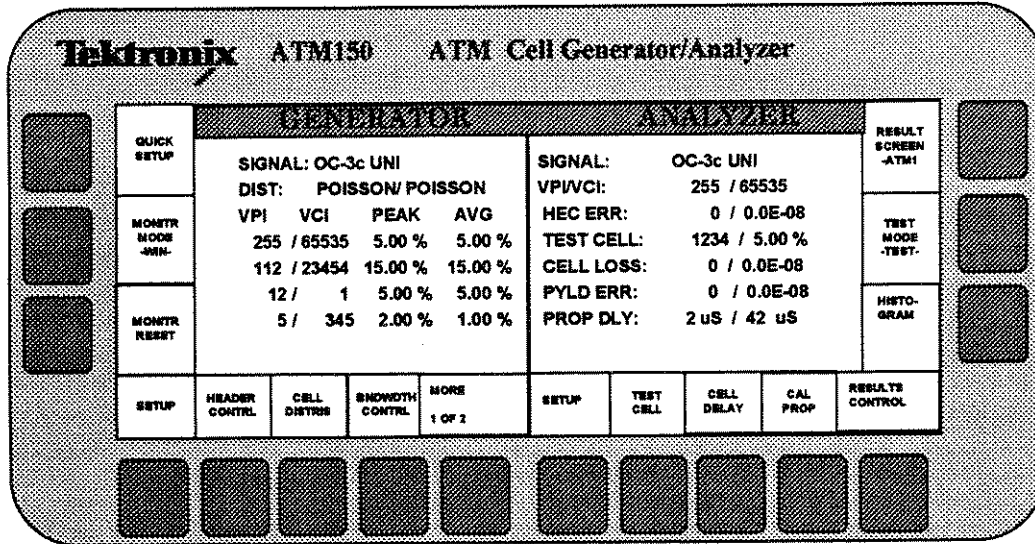 Tektronix ATM150 ATM Cell Generator/Analyzer
QUICK
SETUP
MONITR
MODE
-WIN-
MONITR
RESET
GENERATOR
SIGNAL: OC-3c UNI
DIST: POISSON/ POISSON
VPI VCI PEAK AVG
255 / 65535 5.00 % 5.00 %
112 / 23454 15.00 % 15.00 %
12 / 1 5.00 % 5.00 %
5 / 345 2.00 % 1.00 %
ANALYZER
SIGNAL: OC-3c UNI
VPI/VCI: 255 / 65535
HEC ERR: 0 / 0.0E-08
TEST CELL: 1234 / 5.00 %
CELL LOSS: 0 / 0.0E-08
PYLD ERR: 0 / 0.0E-08
PROP DLY: 2 uS / 42 uS
RESULT
SCREEN
-ATM1
TEST
MODE
-TEST-
HISTO-
GRAM
SETUP
HEADER
CONTRL
CELL
DISTRIB
BNDWDTH
CONTRL
MORE
1 OF 2
SETUP
TEST
CELL
CELL
DELAY
CAL
PROP
RESULTS
CONTROL